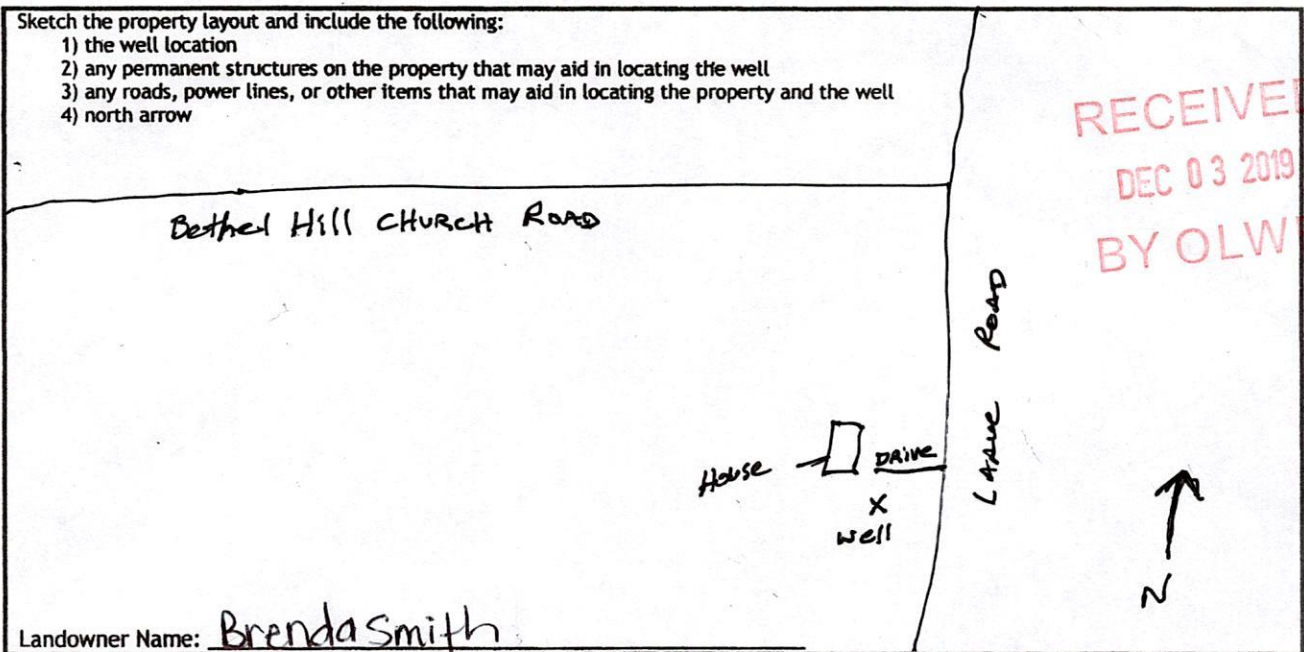 Sketch the property layout and include the following:
1) the well location
2) any permanent structures on the property that may aid in locating the well
3) any roads, power lines, or other items that may aid in locating the property and the well
4) north arrow
RECEIVE
DEC 03 2019
BY OLW
Bethel Hill CHURCH ROAD
LARUE ROAD
House
DRive
X
well
N
Landowner Name: Brenda Smith